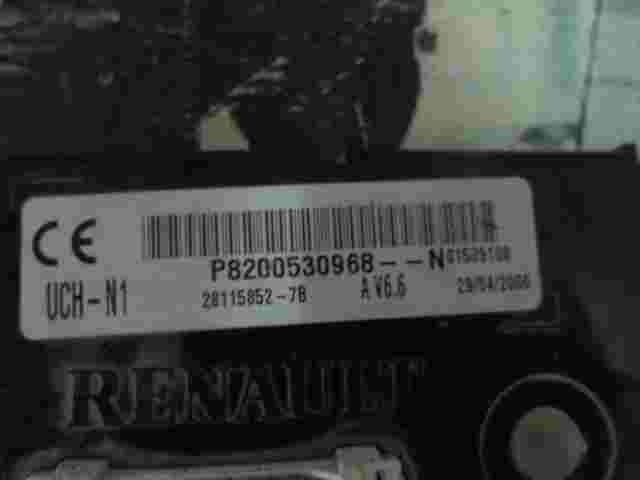 CE
P8200530968--N
UCH-N1 28115852-7B A V6.6 29/04/2006
RENAULT